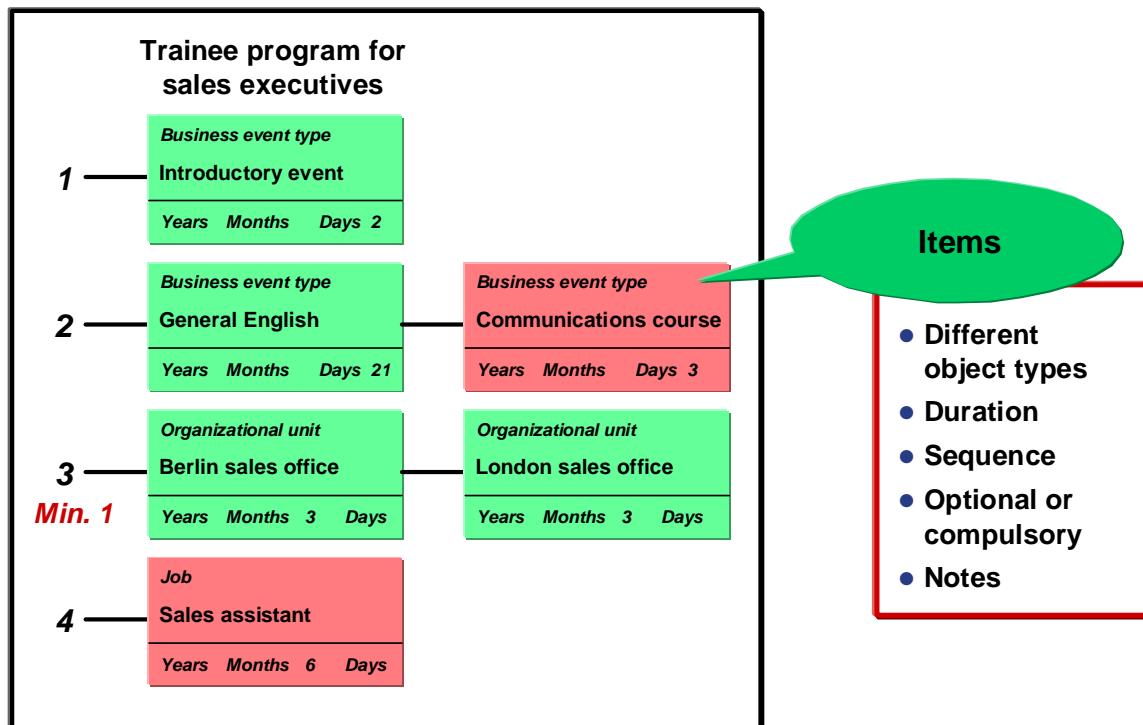 Trainee program for
sales executives
1
Business event type
Introductory event
Years Months Days 2
2
Business event type
General English
Years Months Days 21
Business event type
Communications course
Years Months Days 3
3
Min. 1
Organizational unit
Berlin sales office
Years Months 3 Days
Organizational unit
London sales office
Years Months 3 Days
4
Job
Sales assistant
Years Months 6 Days
Items
• Different
object types
• Duration
• Sequence
• Optional or
compulsory
• Notes